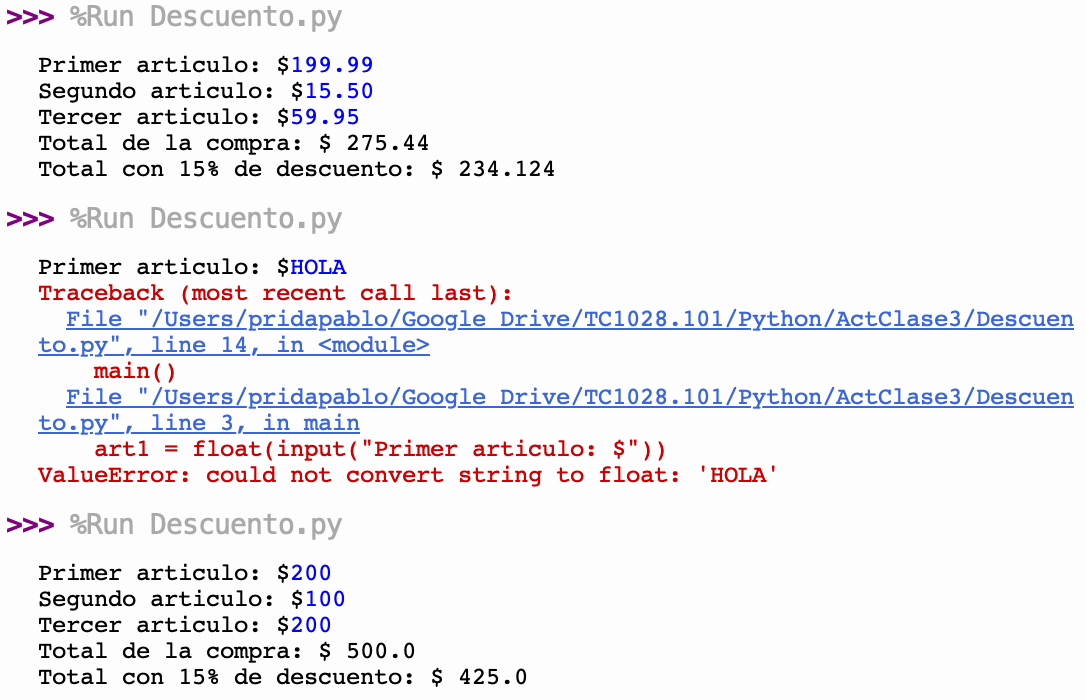 >>> %Run Descuento.py
Primer articulo: $199.99
Segundo articulo: $15.50
Tercer articulo: $59.95
Total de la compra: $ 275.44
Total con 15% de descuento: $ 234.124
>>> %Run Descuento.py
Primer articulo: $HOLA
Traceback (most recent call last):
File "/Users/pridapablo/Google Drive/TC1028.101/Python/ActClase3/Descuen
to.py", line 14, in <module>
main()
File "/Users/pridapablo/Google Drive/TC1028.101/Python/ActClase3/Descuen
to.py", line 3, in main
art1 = float(input("Primer articulo: $"))
ValueError: could not convert string to float: 'HOLA'
>>> %Run Descuento.py
Primer articulo: $200
Segundo articulo: $100
Tercer articulo: $200
Total de la compra: $ 500.0
Total con 15% de descuento: $ 425.0